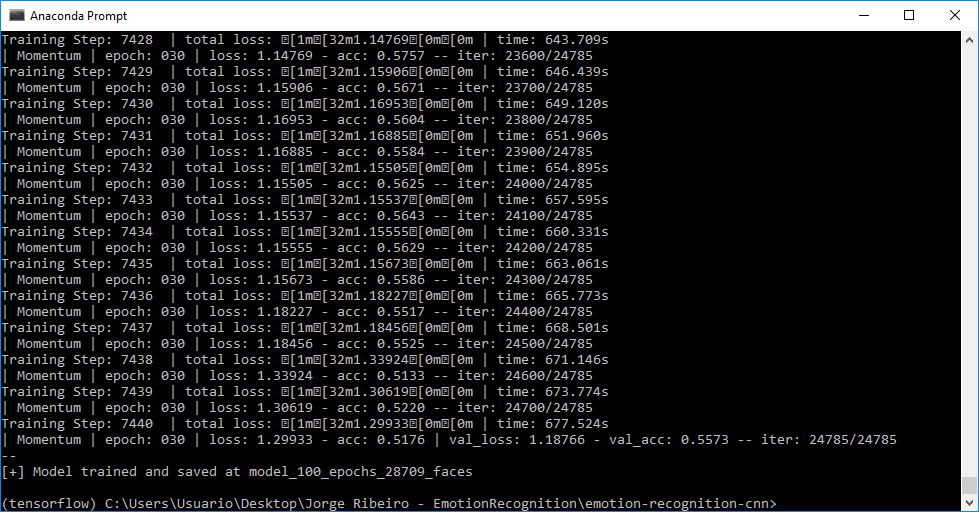 Anaconda Prompt
Training Step: 7428  | total loss: □[1m□[32m1.14769□[0m□[0m | time: 643.709s
| Momentum | epoch: 030 | loss: 1.14769 - acc: 0.5757 -- iter: 23600/24785
Training Step: 7429  | total loss: □[1m□[32m1.15906□[0m□[0m | time: 646.439s
| Momentum | epoch: 030 | loss: 1.15906 - acc: 0.5671 -- iter: 23700/24785
Training Step: 7430  | total loss: □[1m□[32m1.16953□[0m□[0m | time: 649.120s
| Momentum | epoch: 030 | loss: 1.16953 - acc: 0.5604 -- iter: 23800/24785
Training Step: 7431  | total loss: □[1m□[32m1.16885□[0m□[0m | time: 651.960s
| Momentum | epoch: 030 | loss: 1.16885 - acc: 0.5584 -- iter: 23900/24785
Training Step: 7432  | total loss: □[1m□[32m1.15505□[0m□[0m | time: 654.895s
| Momentum | epoch: 030 | loss: 1.15505 - acc: 0.5625 -- iter: 24000/24785
Training Step: 7433  | total loss: □[1m□[32m1.15537□[0m□[0m | time: 657.595s
| Momentum | epoch: 030 | loss: 1.15537 - acc: 0.5643 -- iter: 24100/24785
Training Step: 7434  | total loss: □[1m□[32m1.15555□[0m□[0m | time: 660.331s
| Momentum | epoch: 030 | loss: 1.15555 - acc: 0.5629 -- iter: 24200/24785
Training Step: 7435  | total loss: □[1m□[32m1.15673□[0m□[0m | time: 663.061s
| Momentum | epoch: 030 | loss: 1.15673 - acc: 0.5586 -- iter: 24300/24785
Training Step: 7436  | total loss: □[1m□[32m1.18227□[0m□[0m | time: 665.773s
| Momentum | epoch: 030 | loss: 1.18227 - acc: 0.5517 -- iter: 24400/24785
Training Step: 7437  | total loss: □[1m□[32m1.18456□[0m□[0m | time: 668.501s
| Momentum | epoch: 030 | loss: 1.18456 - acc: 0.5525 -- iter: 24500/24785
Training Step: 7438  | total loss: □[1m□[32m1.33924□[0m□[0m | time: 671.146s
| Momentum | epoch: 030 | loss: 1.33924 - acc: 0.5133 -- iter: 24600/24785
Training Step: 7439  | total loss: □[1m□[32m1.30619□[0m□[0m | time: 673.774s
| Momentum | epoch: 030 | loss: 1.30619 - acc: 0.5220 -- iter: 24700/24785
Training Step: 7440  | total loss: □[1m□[32m1.29933□[0m□[0m | time: 677.524s
| Momentum | epoch: 030 | loss: 1.29933 - acc: 0.5176 | val_loss: 1.18766 - val_acc: 0.5573 -- iter: 24785/24785
--
[+] Model trained and saved at model_100_epochs_28709_faces
(tensorflow) C:\Users\Usuario\Desktop\Jorge Ribeiro - EmotionRecognition\emotion-recognition-cnn>